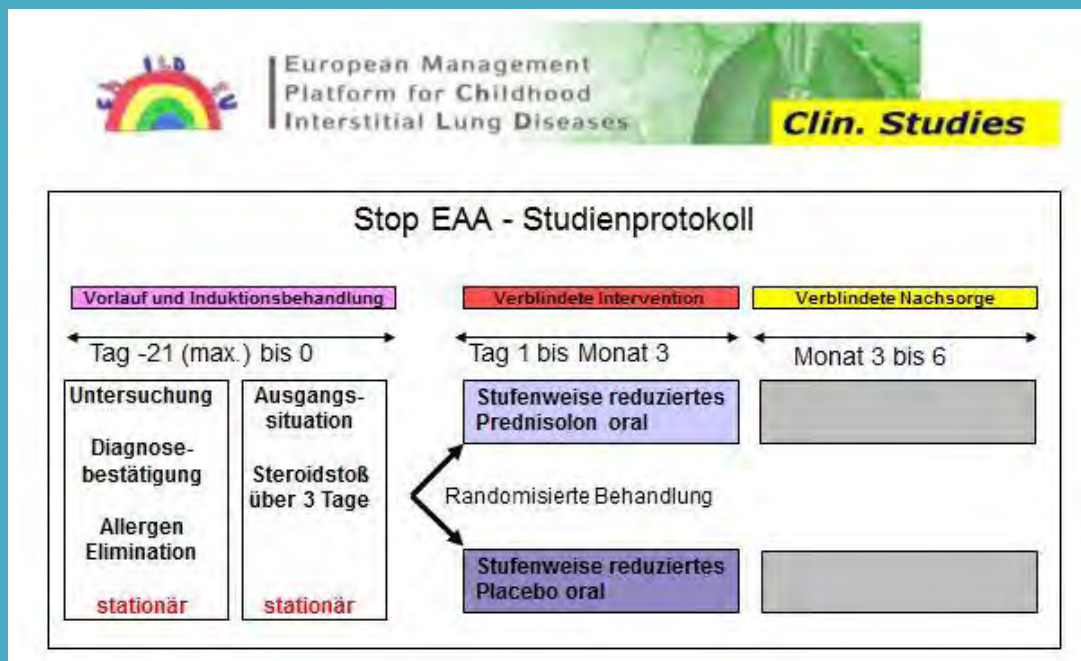 chILD EU
European Management
Platform for Childhood
Interstitial Lung Diseases
Clin. Studies
Stop EAA - Studienprotokoll
Vorlauf und Induktionsbehandlung
Verblindete Intervention
Verblindete Nachsorge
Tag -21 (max.) bis 0
Tag 1 bis Monat 3
Monat 3 bis 6
Untersuchung
Diagnose-
bestätigung
Allergen
Elimination
stationär
Ausgangs-
situation
Steroidstoß
über 3 Tage
stationär
Stufenweise reduziertes
Prednisolon oral
Randomisierte Behandlung
Stufenweise reduziertes
Placebo oral